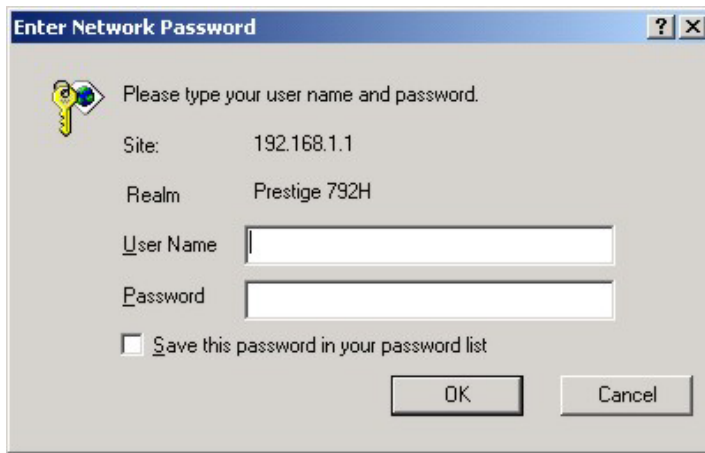 Enter Network Password
Please type your user name and password.
Site: 192.168.1.1
Realm Prestige 792H
User Name
Password
Save this password in your password list
OK Cancel